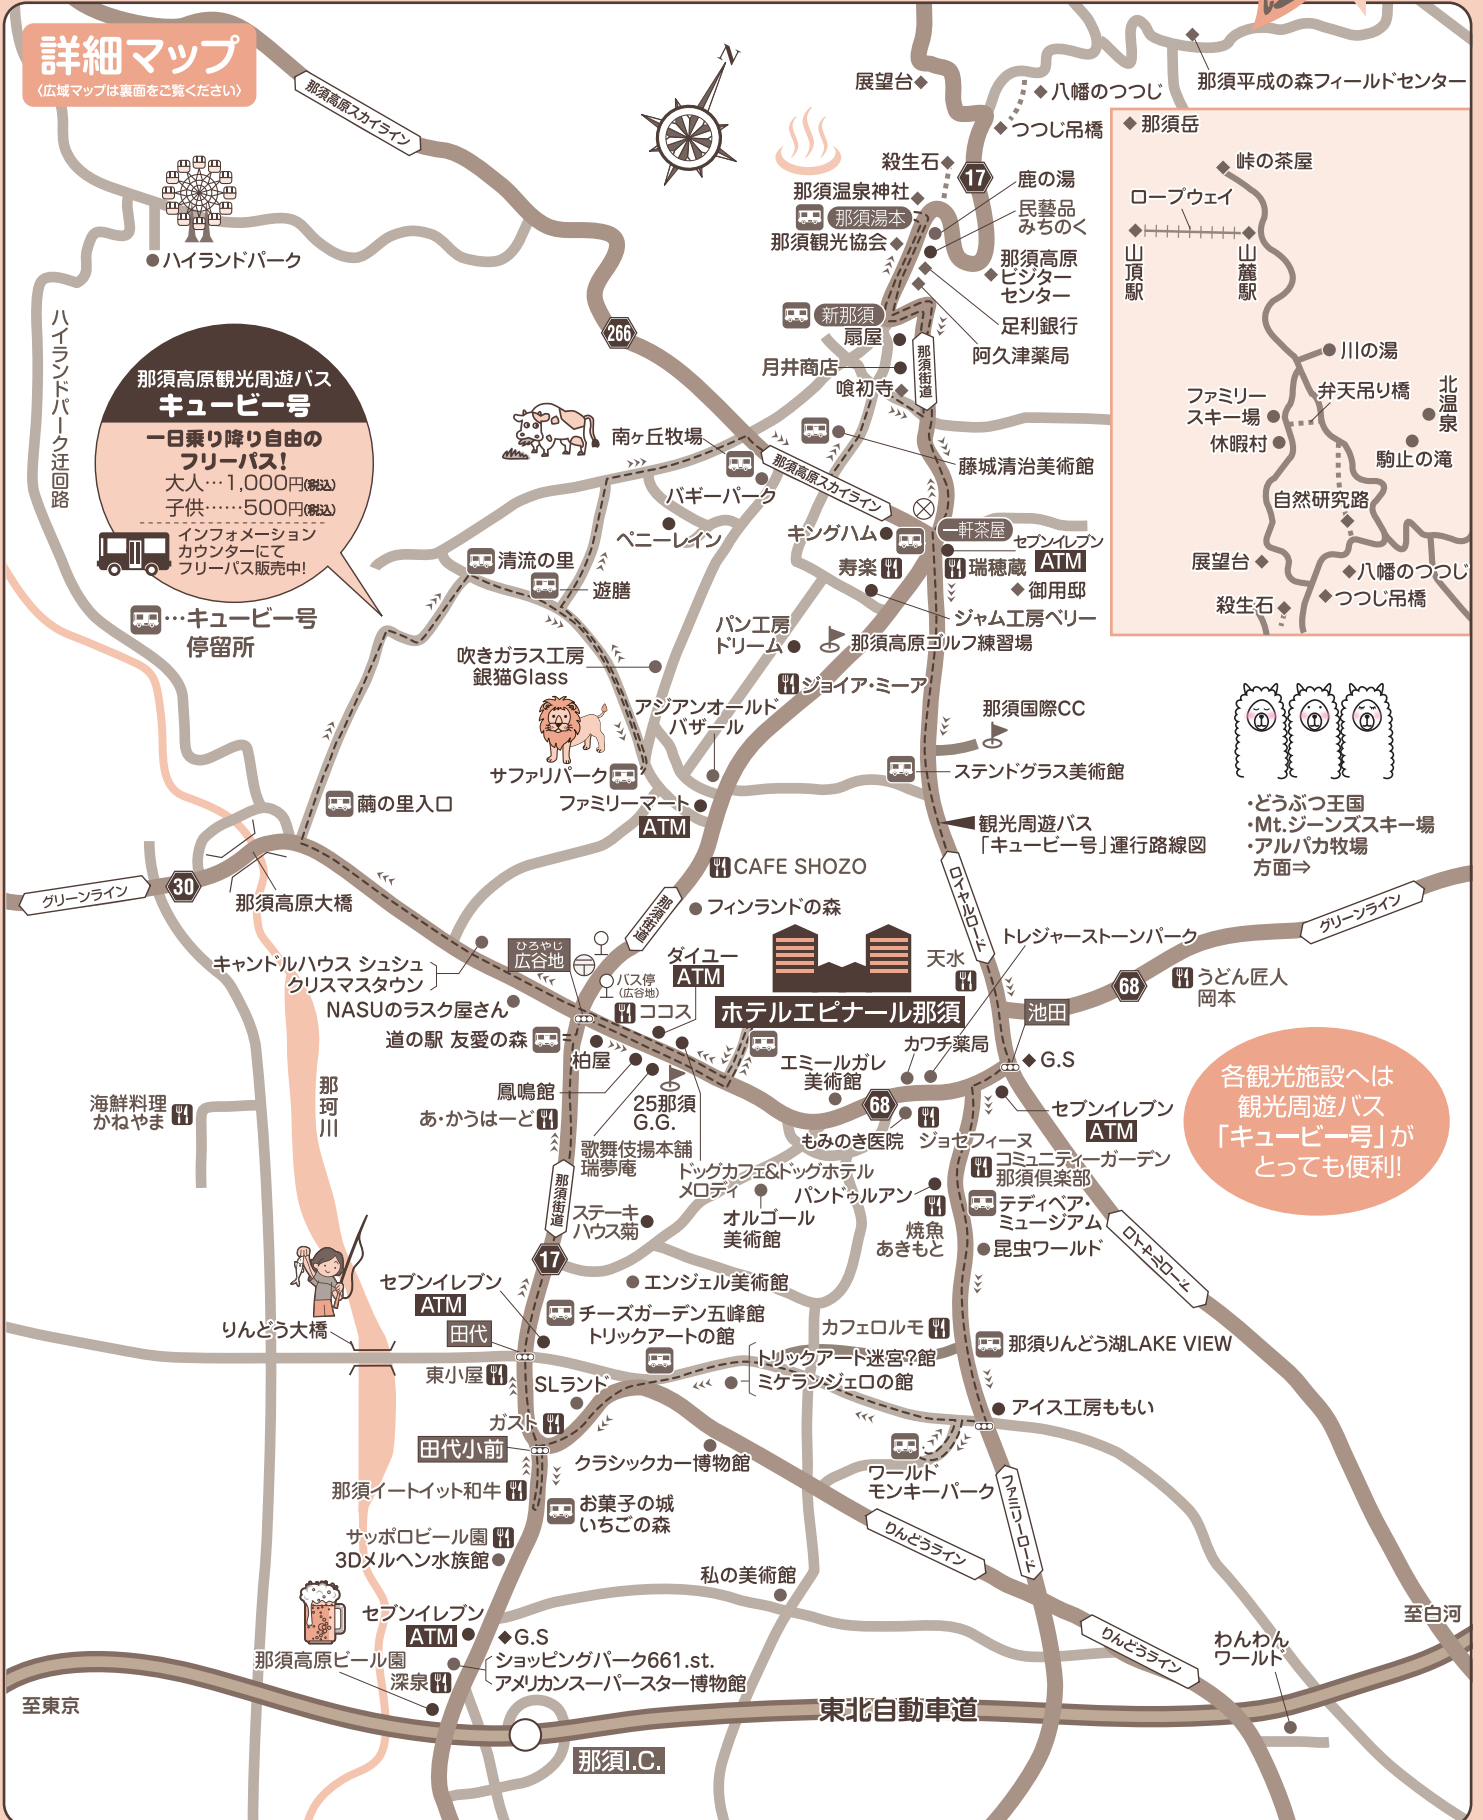 詳細マップ
〈広域マップは裏面をご覧ください〉
那須高原スカイライン
N
展望台
八幡のつつじ
つつじ吊橋
那須平成の森フィールドセンター
殺生石
17
鹿の湯
那須温泉神社
民藝品
みちのく
那須湯本
那須観光協会
那須高原
ビジター
センター
新那須
足利銀行
扇屋
阿久津薬局
月井商店
那須街道
喰初寺
那須岳
峠の茶屋
ロープウェイ
山頂駅
山麓駅
川の湯
弁天吊り橋
北温泉
ファミリー
スキー場
休暇村
駒止の滝
自然研究路
展望台
八幡のつつじ
殺生石
つつじ吊橋
ハイランドパーク
ハイランドパーク迂回路
266
那須高原観光周遊バス
キュービー号
一日乗り降り自由の
フリーパス!
大人…1,000円(税込)
子供……500円(税込)
インフォメーション
カウンターにて
フリーパス販売中!
…キュービー号
停留所
南ヶ丘牧場
那須高原スカイライン
藤城清治美術館
バギーパーク
ペニーレイン
キングハム
一軒茶屋
セブンイレブン
ATM
清流の里
寿楽
瑞穂蔵
御用邸
遊膳
ジャム工房ベリー
パン工房
ドリーム
那須高原ゴルフ練習場
吹きガラス工房
銀猫Glass
ジョイア・ミーア
アジアンオールド
バザール
那須国際CC
サファリパーク
ステンドグラス美術館
繭の里入口
ファミリーマート
ATM
観光周遊バス
「キュービー号」運行路線図
・どうぶつ王国
・Mt.ジーンズスキー場
・アルパカ牧場
方面⇒
CAFE SHOZO
グリーンライン
30
那須高原大橋
フィンランドの森
那須街道
ロイヤルロード
グリーンライン
ひろやじ
広谷地
ダイユー
ATM
バス停
(広谷地)
トレジャーストーンパーク
天水
キャンドルハウス シュシュ
クリスマスタウン
68
うどん匠人
岡本
NASUのラスク屋さん
ココス
ホテルエピナール那須
池田
道の駅 友愛の森
柏屋
エミールガレ
美術館
カワチ薬局
G.S
鳳鳴館
25那須
G.G.
68
セブンイレブン
ATM
各観光施設へは
観光周遊バス
「キュービー号」が
とっても便利!
海鮮料理
かねやま
那珂川
あ・かうはーど
歌舞伎揚本舗
瑞夢庵
もみのき医院
ジョセフィーヌ
ドッグカフェ&ドッグホテル
メロディ
コミュニティーガーデン
那須倶楽部
那須街道
パントゥルアン
テディベア・
ミュージアム
ステーキ
ハウス菊
オルゴール
美術館
焼魚
あきもと
昆虫ワールド
ロイヤルロード
17
セブンイレブン
ATM
エンジェル美術館
りんどう大橋
田代
チーズガーデン五峰館
トリックアートの館
カフェロルモ
那須りんどう湖LAKE VIEW
東小屋
トリックアート迷宮?館
ミケランジェロの館
SLランド
アイス工房ももい
ガスト
田代小前
クラシックカー博物館
ワールド
モンキーパーク
那須イートイット和牛
お菓子の城
いちごの森
ファミリーロード
りんどうライン
サッポロビール園
3Dメルヘン水族館
私の美術館
セブンイレブン
ATM
G.S
至白河
りんどうライン
わんわん
ワールド
那須高原ビール園
ショッピングパーク661.st.
アメリカンスーパースター博物館
深泉
至東京
東北自動車道
那須I.C.